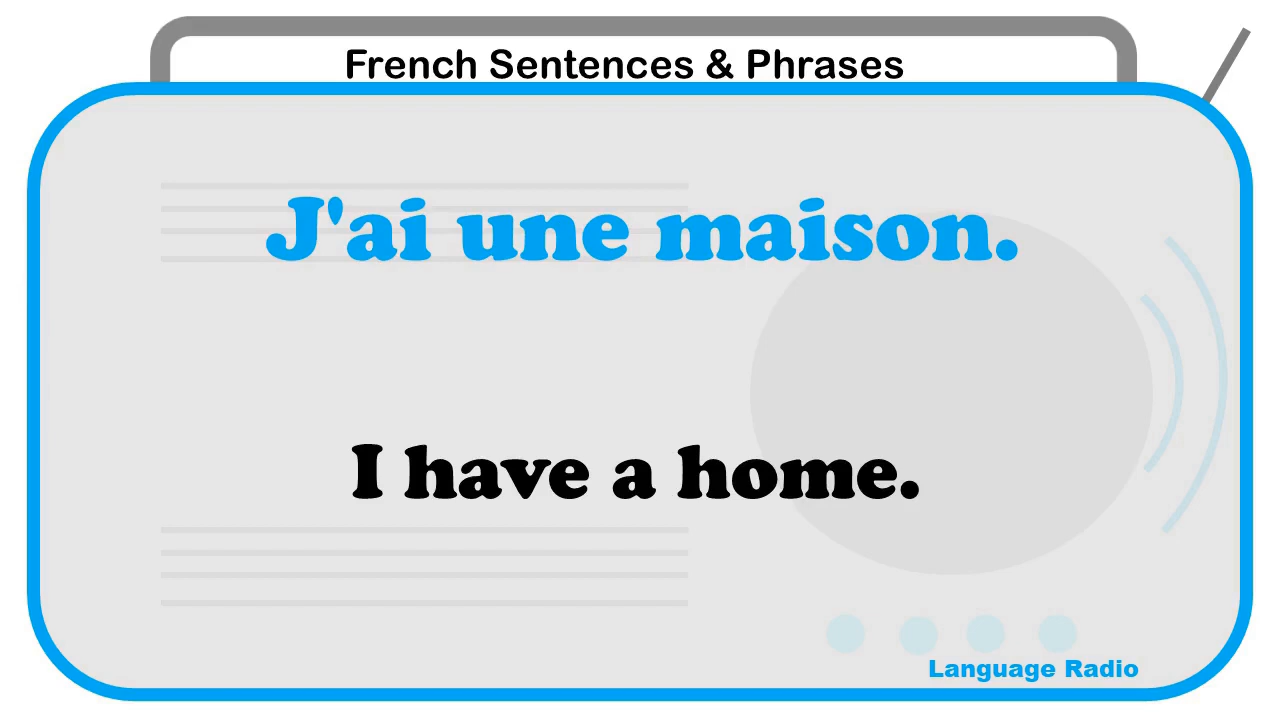 French Sentences & Phrases
J'ai une maison.
I have a home.
Language Radio